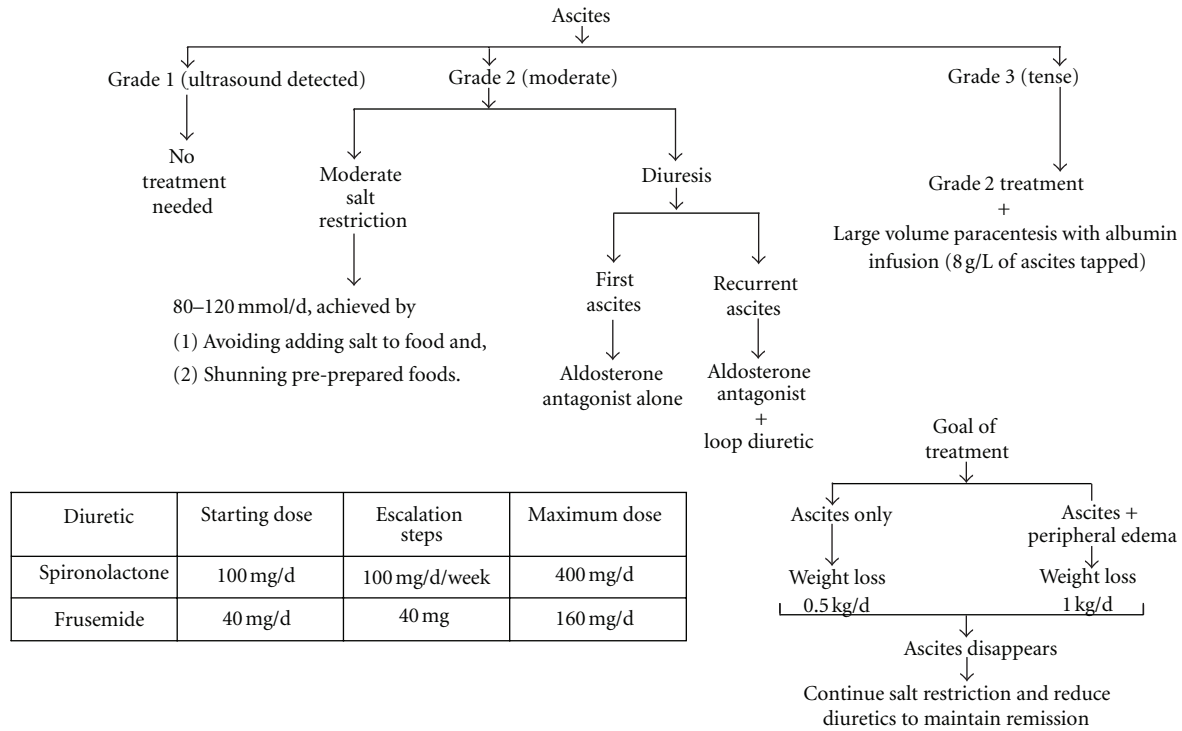 Ascites
Grade 1 (ultrasound detected)
Grade 2 (moderate)
Grade 3 (tense)
No
treatment
needed
Moderate
salt
restriction
80–120 mmol/d, achieved by
(1) Avoiding adding salt to food and,
(2) Shunning pre-prepared foods.
Diuresis
First
ascites
Aldosterone
antagonist alone
Recurrent
ascites
Aldosterone
antagonist
+
loop diuretic
Grade 2 treatment
+
Large volume paracentesis with albumin
infusion (8 g/L of ascites tapped)
Diuretic
Starting dose
Escalation
steps
Maximum dose
Spironolactone
100 mg/d
100 mg/d/week
400 mg/d
Frusemide
40 mg/d
40 mg
160 mg/d
Goal of
treatment
Ascites only
Weight loss
0.5 kg/d
Ascites +
peripheral edema
Weight loss
1 kg/d
Ascites disappears
Continue salt restriction and reduce
diuretics to maintain remission